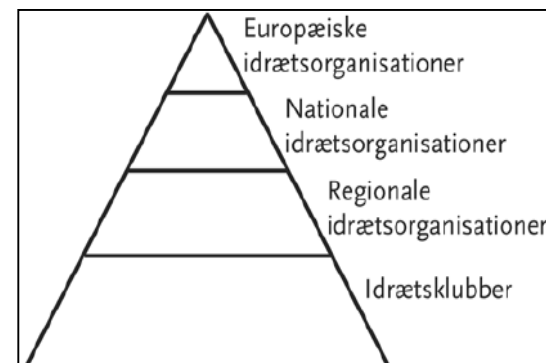 Europæiske
idrætsorganisationer
Nationale
idrætsorganisationer
Regionale
idrætsorganisationer
Idrætsklubber